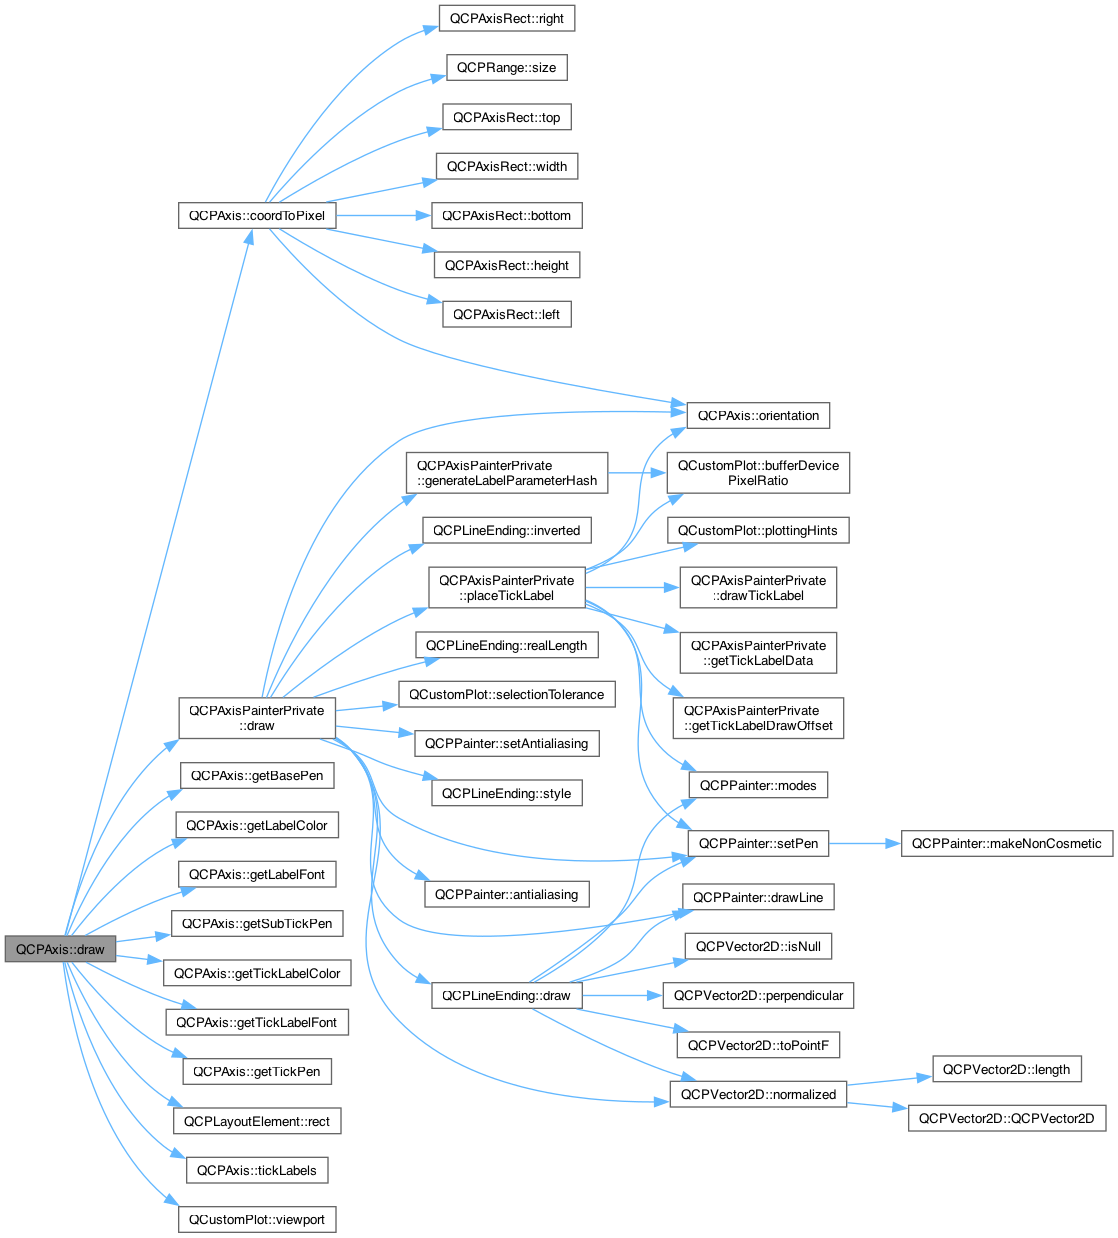 QCPAxisRect::right
QCPRange::size
QCPAxisRect::top
QCPAxisRect::width
QCPAxis::coordToPixel
QCPAxisRect::bottom
QCPAxisRect::height
QCPAxisRect::left
QCPAxis::orientation
QCPAxisPainterPrivate
::generateLabelParameterHash
QCustomPlot::bufferDevice
PixelRatio
QCPLineEnding::inverted
QCustomPlot::plottingHints
QCPAxisPainterPrivate
::placeTickLabel
QCPAxisPainterPrivate
::drawTickLabel
QCPLineEnding::realLength
QCPAxisPainterPrivate
::getTickLabelData
QCustomPlot::selectionTolerance
QCPAxisPainterPrivate
::draw
QCPAxisPainterPrivate
::getTickLabelDrawOffset
QCPPainter::setAntialiasing
QCPAxis::getBasePen
QCPLineEnding::style
QCPPainter::modes
QCPAxis::getLabelColor
QCPPainter::setPen
QCPPainter::makeNonCosmetic
QCPAxis::getLabelFont
QCPPainter::antialiasing
QCPPainter::drawLine
QCPAxis::getSubTickPen
QCPAxis::draw
QCPVector2D::isNull
QCPAxis::getTickLabelColor
QCPLineEnding::draw
QCPVector2D::perpendicular
QCPAxis::getTickLabelFont
QCPVector2D::toPointF
QCPAxis::getTickPen
QCPVector2D::length
QCPVector2D::normalized
QCPLayoutElement::rect
QCPVector2D::QCPVector2D
QCPAxis::tickLabels
QCustomPlot::viewport